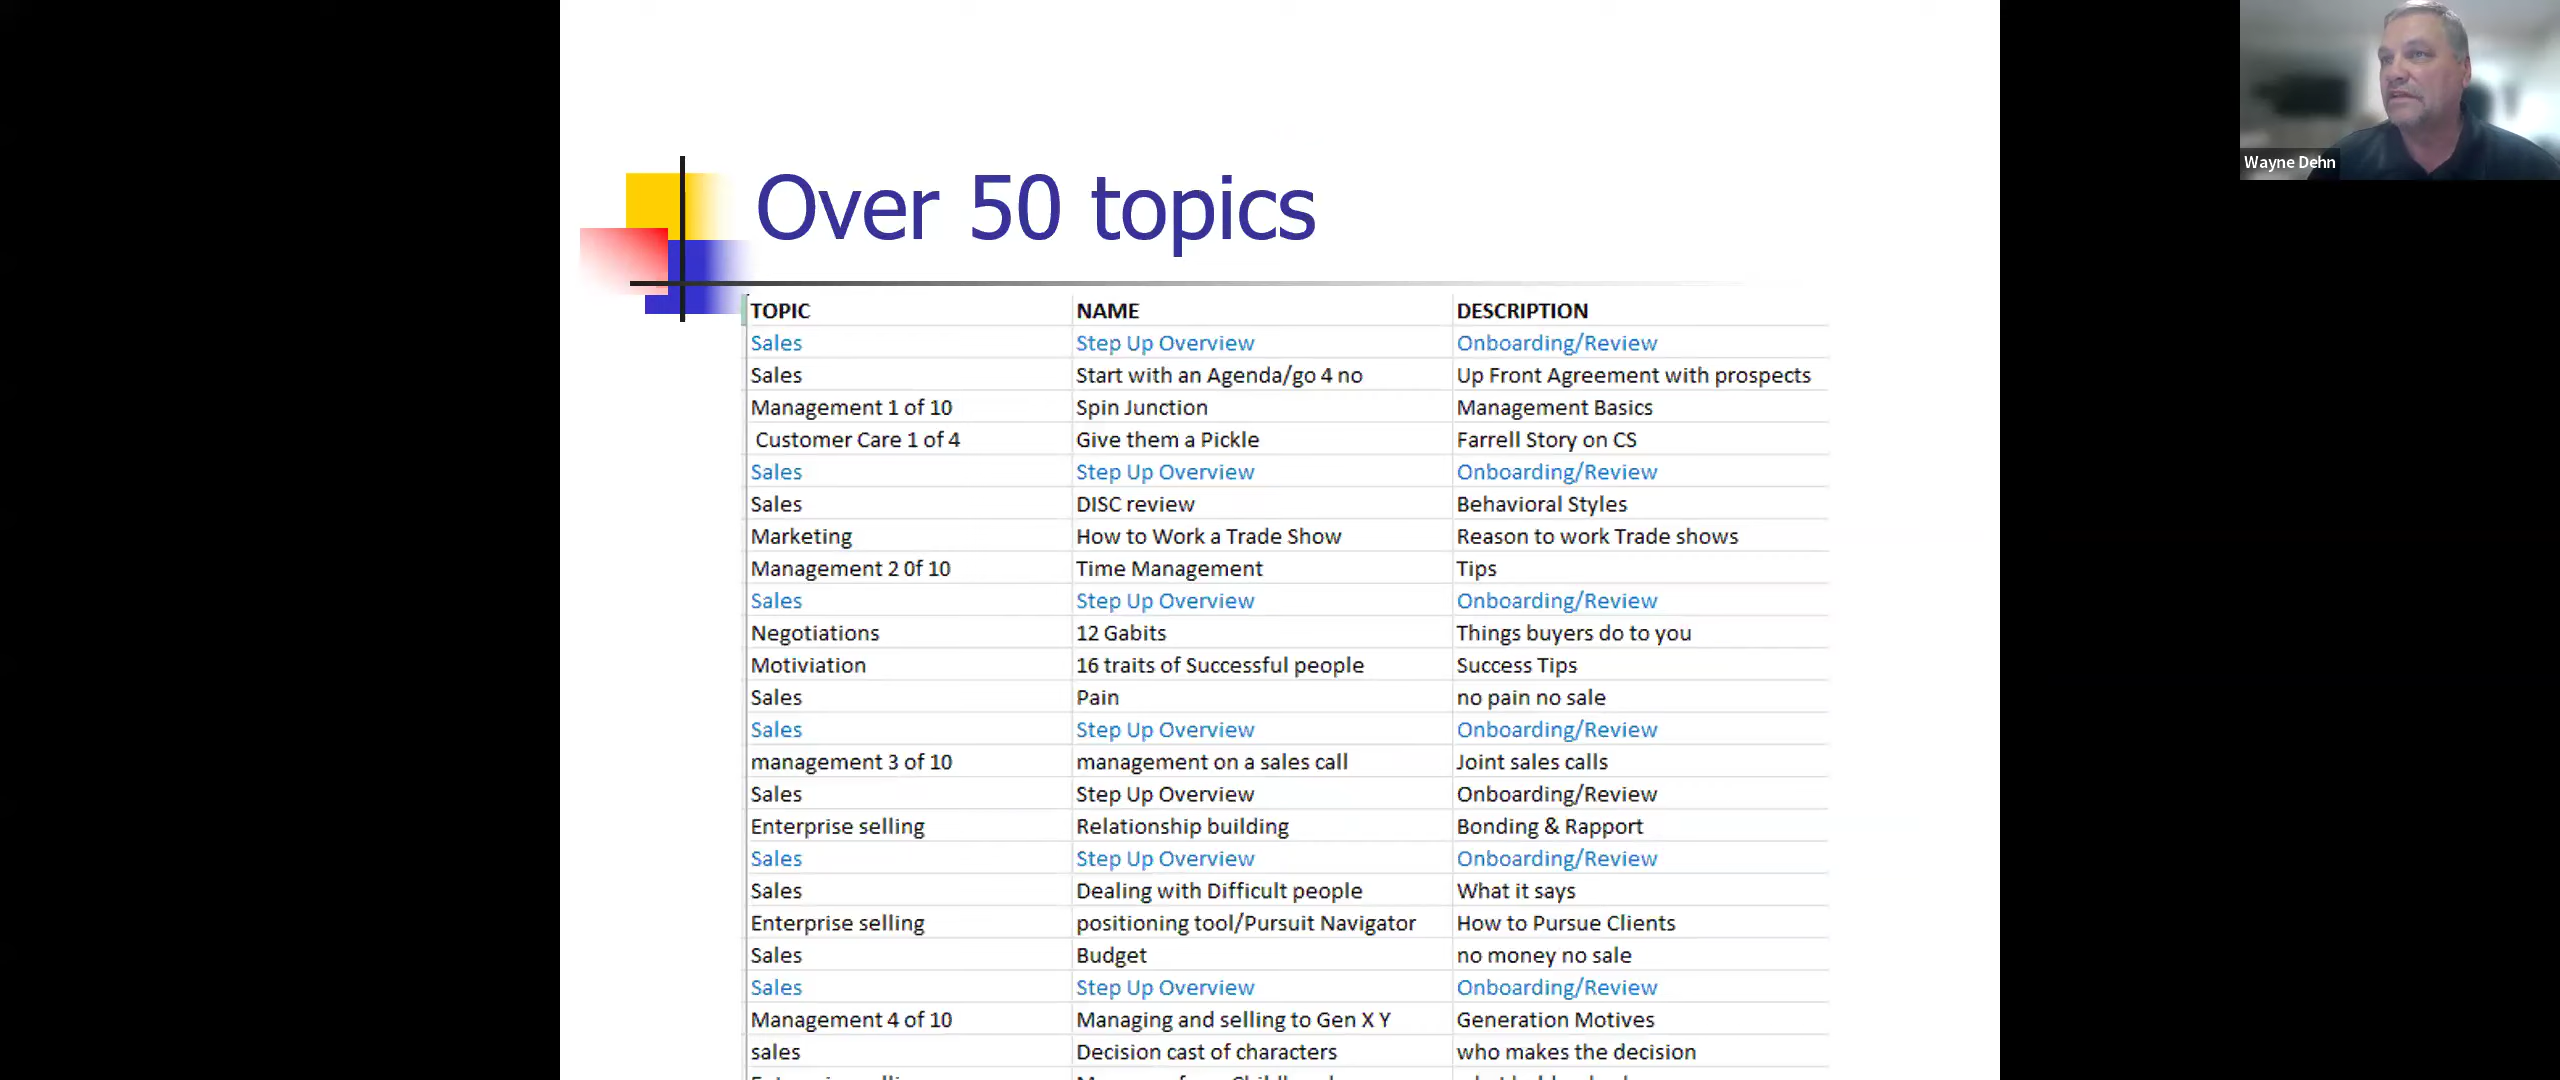 Over 50 topics
TOPIC NAME DESCRIPTION
Sales Step Up Overview Onboarding/Review
Sales Start with an Agenda/go 4 no Up Front Agreement with prospects
Management 1 of 10 Spin Junction Management Basics
Customer Care 1 of 4 Give them a Pickle Farrell Story on CS
Sales Step Up Overview Onboarding/Review
Sales DISC review Behavioral Styles
Marketing How to Work a Trade Show Reason to work Trade shows
Management 2 0f 10 Time Management Tips
Sales Step Up Overview Onboarding/Review
Negotiations 12 Gabits Things buyers do to you
Motiviation 16 traits of Successful people Success Tips
Sales Pain no pain no sale
Sales Step Up Overview Onboarding/Review
management 3 of 10 management on a sales call Joint sales calls
Sales Step Up Overview Onboarding/Review
Enterprise selling Relationship building Bonding & Rapport
Sales Step Up Overview Onboarding/Review
Sales Dealing with Difficult people What it says
Enterprise selling positioning tool/Pursuit Navigator How to Pursue Clients
Sales Budget no money no sale
Sales Step Up Overview Onboarding/Review
Management 4 of 10 Managing and selling to Gen X Y Generation Motives
sales Decision cast of characters who makes the decision
Wayne Dehn